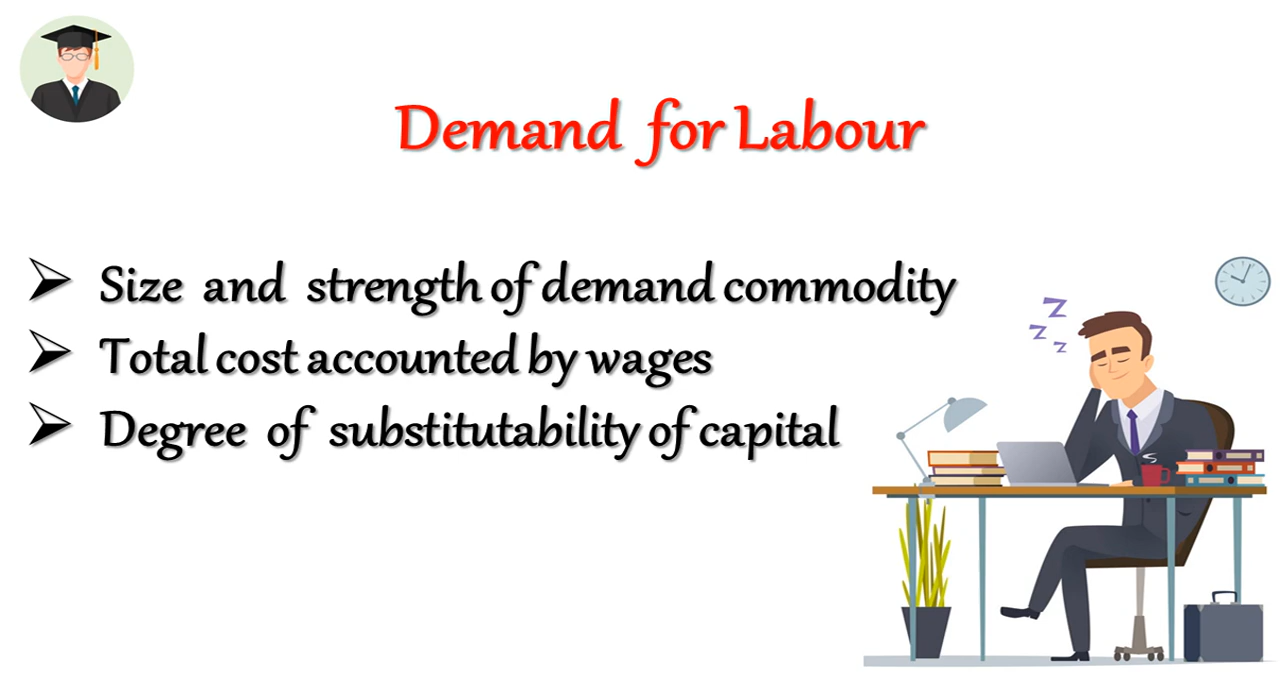 Demand for Labour
Size and strength of demand commodity
Total cost accounted by wages
Degree of substitutability of capital
z
z
z